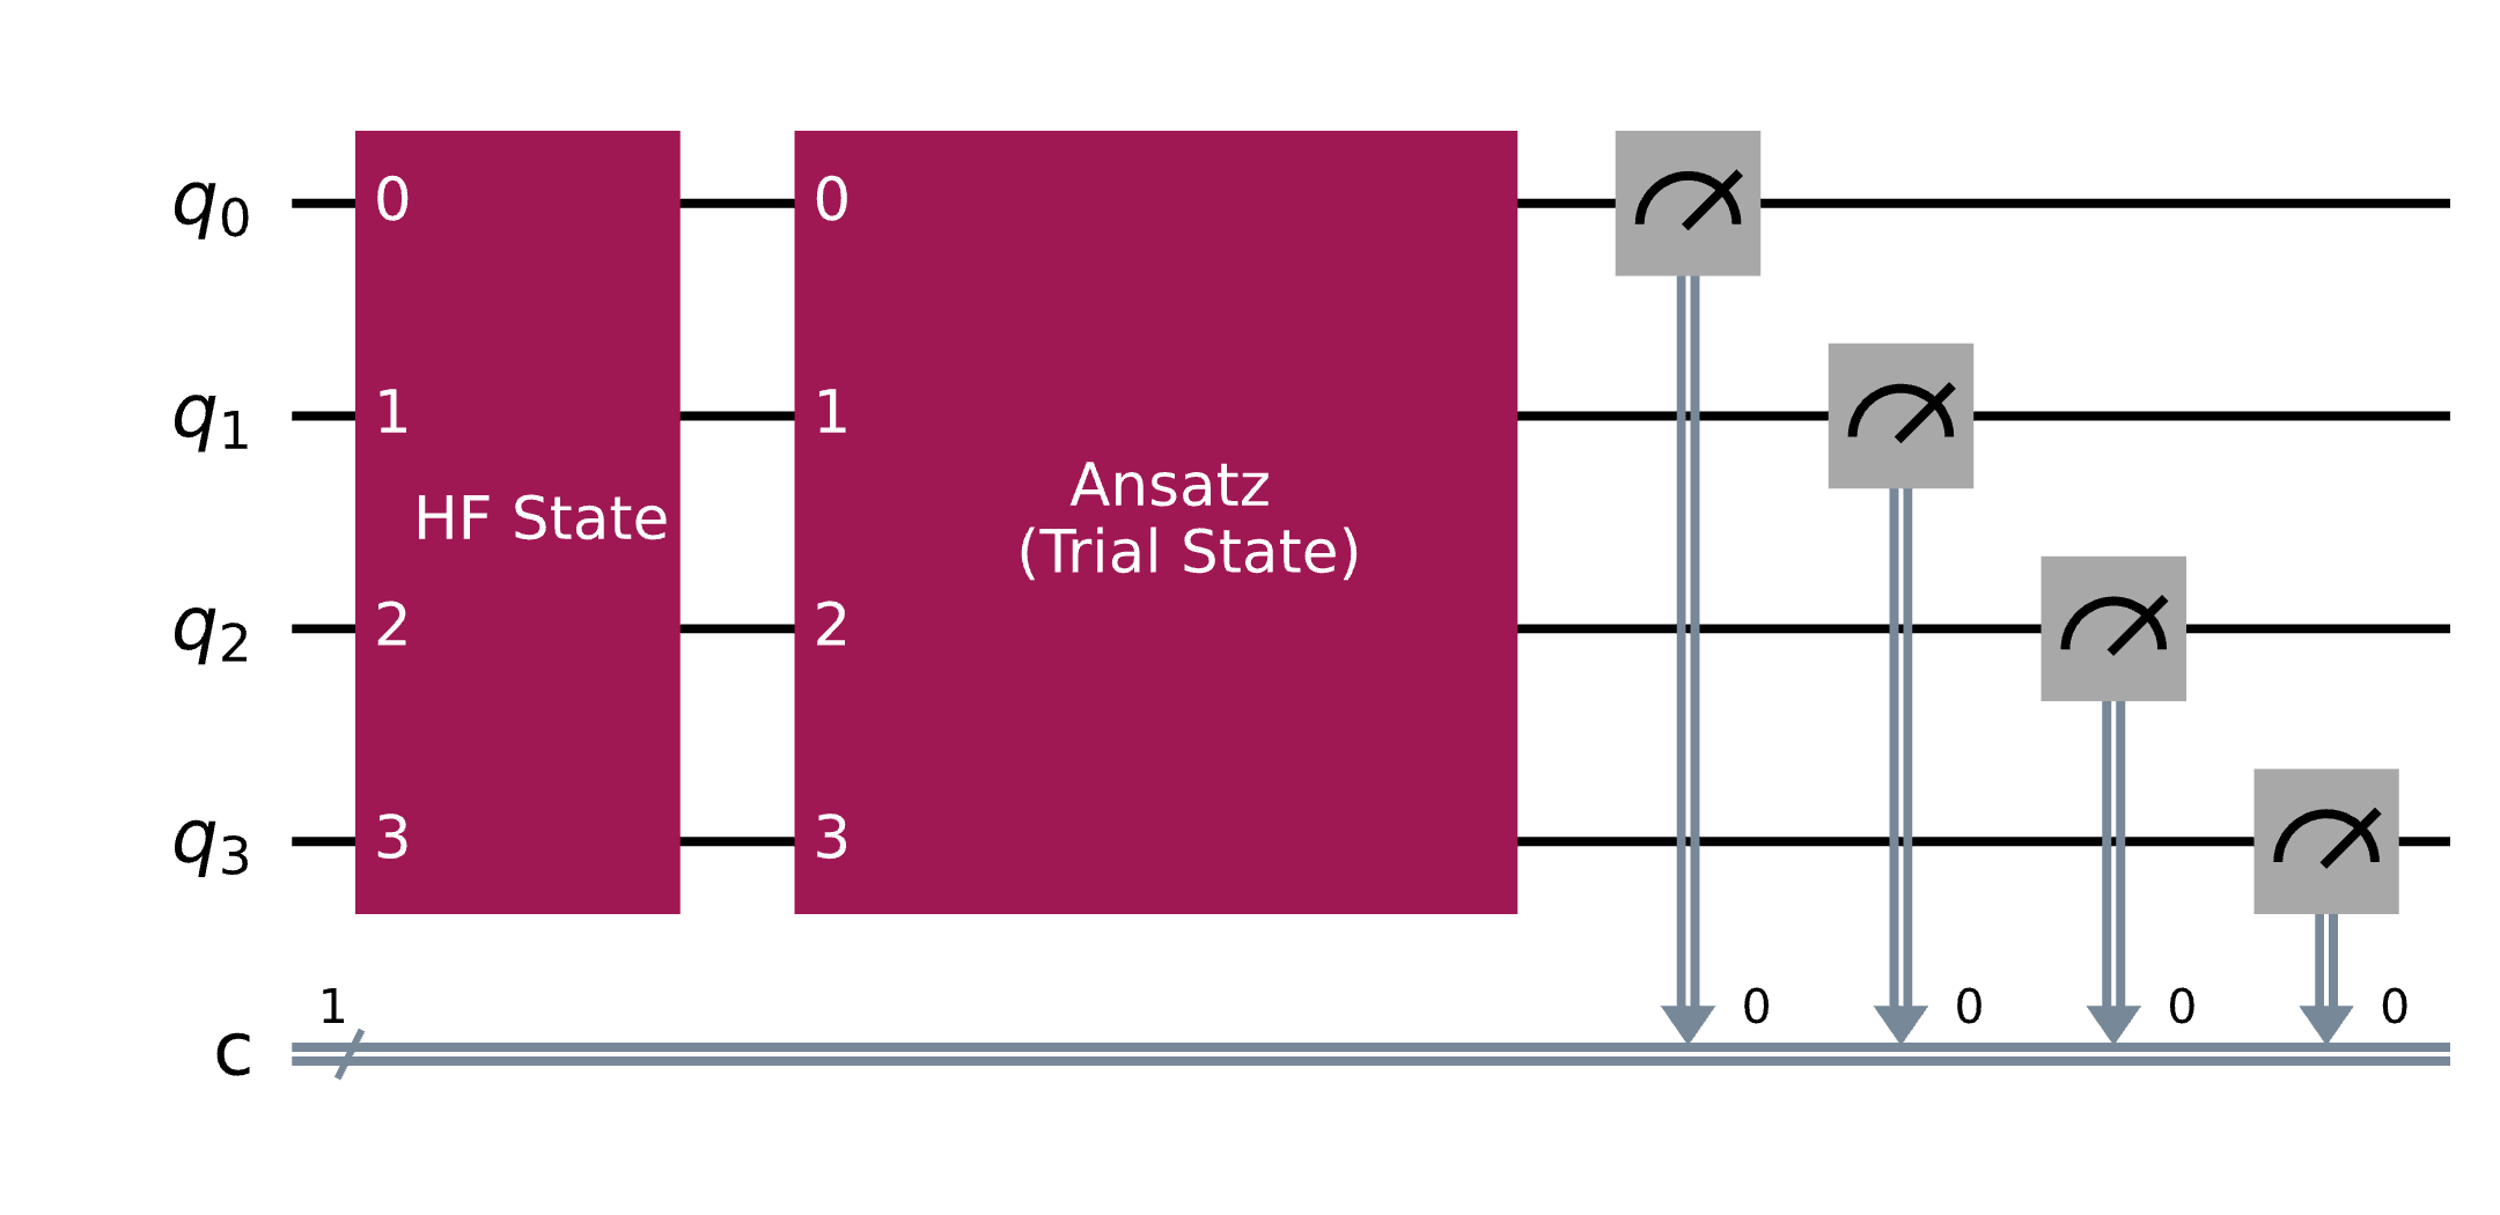 q0 0 0
q1 1 1
HF State
Ansatz
(Trial State)
q2 2 2
q3 3 3
1 0 0 0 0
c